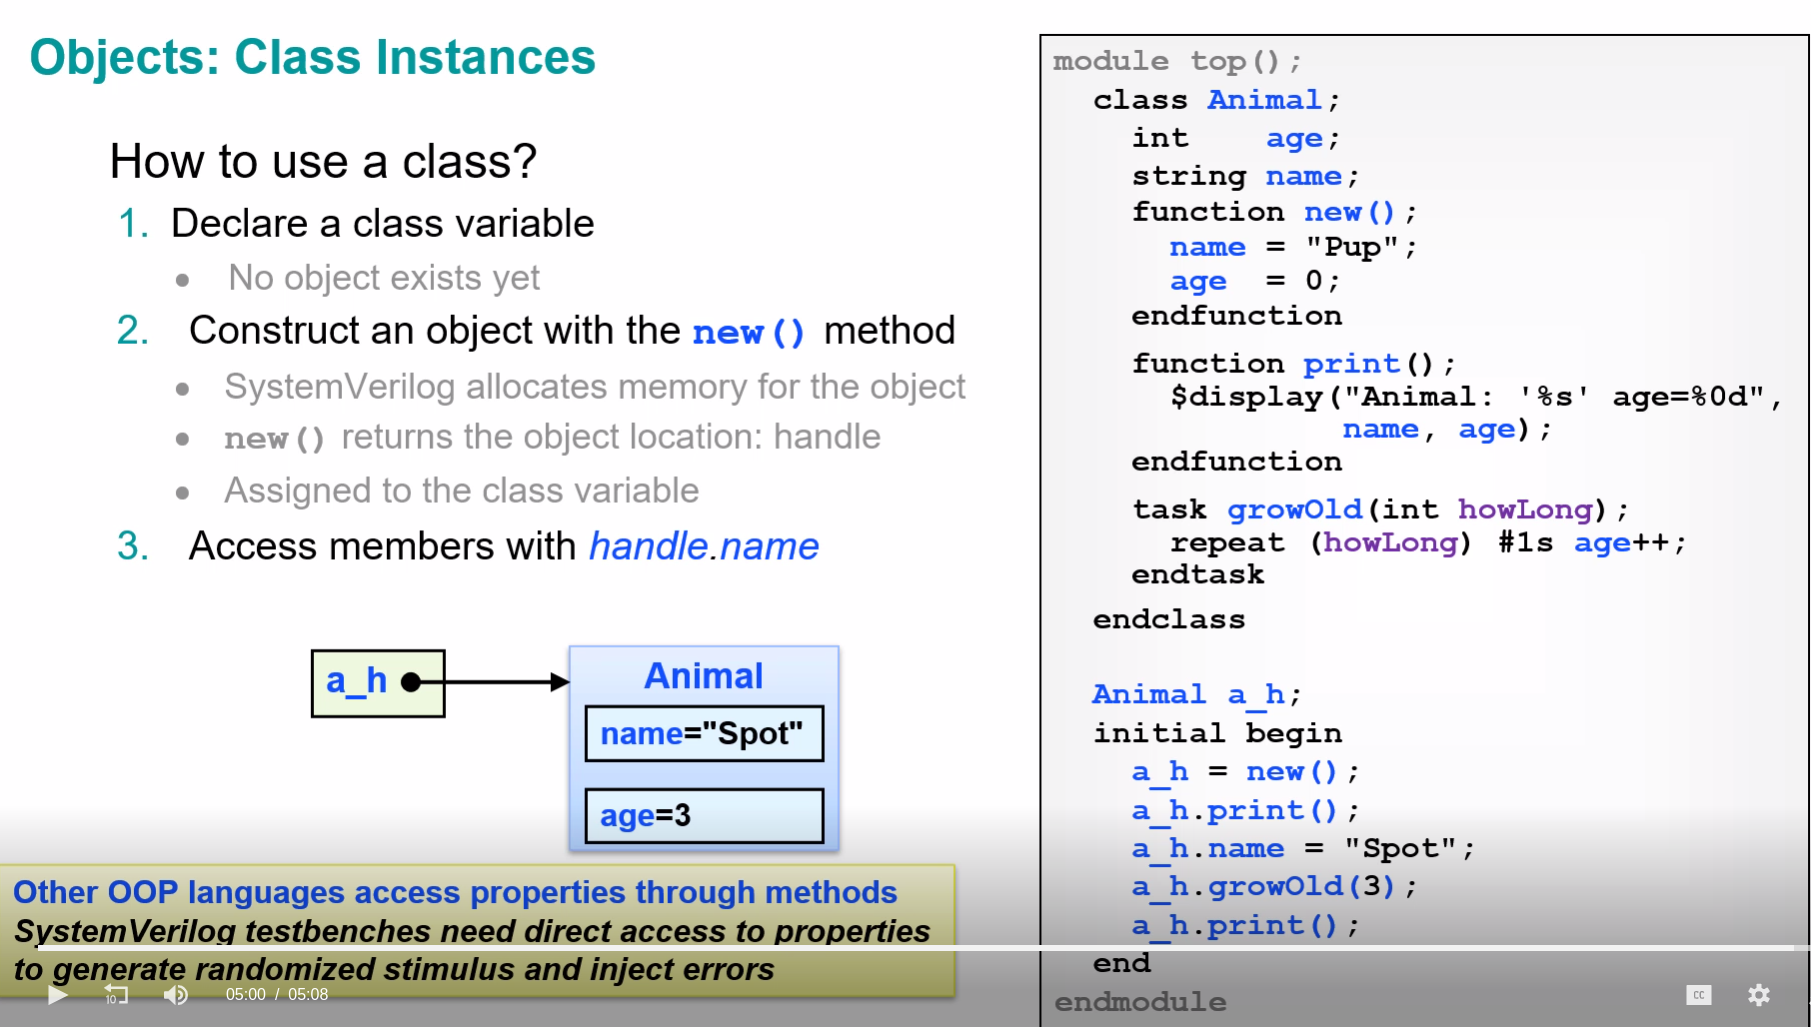 Objects: Class Instances
How to use a class?
1. Declare a class variable
• No object exists yet
2. Construct an object with the new() method
• SystemVerilog allocates memory for the object
• new() returns the object location: handle
• Assigned to the class variable
3. Access members with handle.name
a_h
Animal
name="Spot"
age=3
Other OOP languages access properties through methods
SystemVerilog testbenches need direct access to properties
to generate randomized stimulus and inject errors
module top();
class Animal;
int age;
string name;
function new();
name = "Pup";
age = 0;
endfunction
function print();
$display("Animal: '%s' age=%0d",
name, age);
endfunction
task growOld(int howLong);
repeat (howLong) #1s age++;
endtask
endclass
Animal a_h;
initial begin
a_h = new();
a_h.print();
a_h.name = "Spot";
a_h.growOld(3);
a_h.print();
end
endmodule
10
05:00 / 05:08
CC